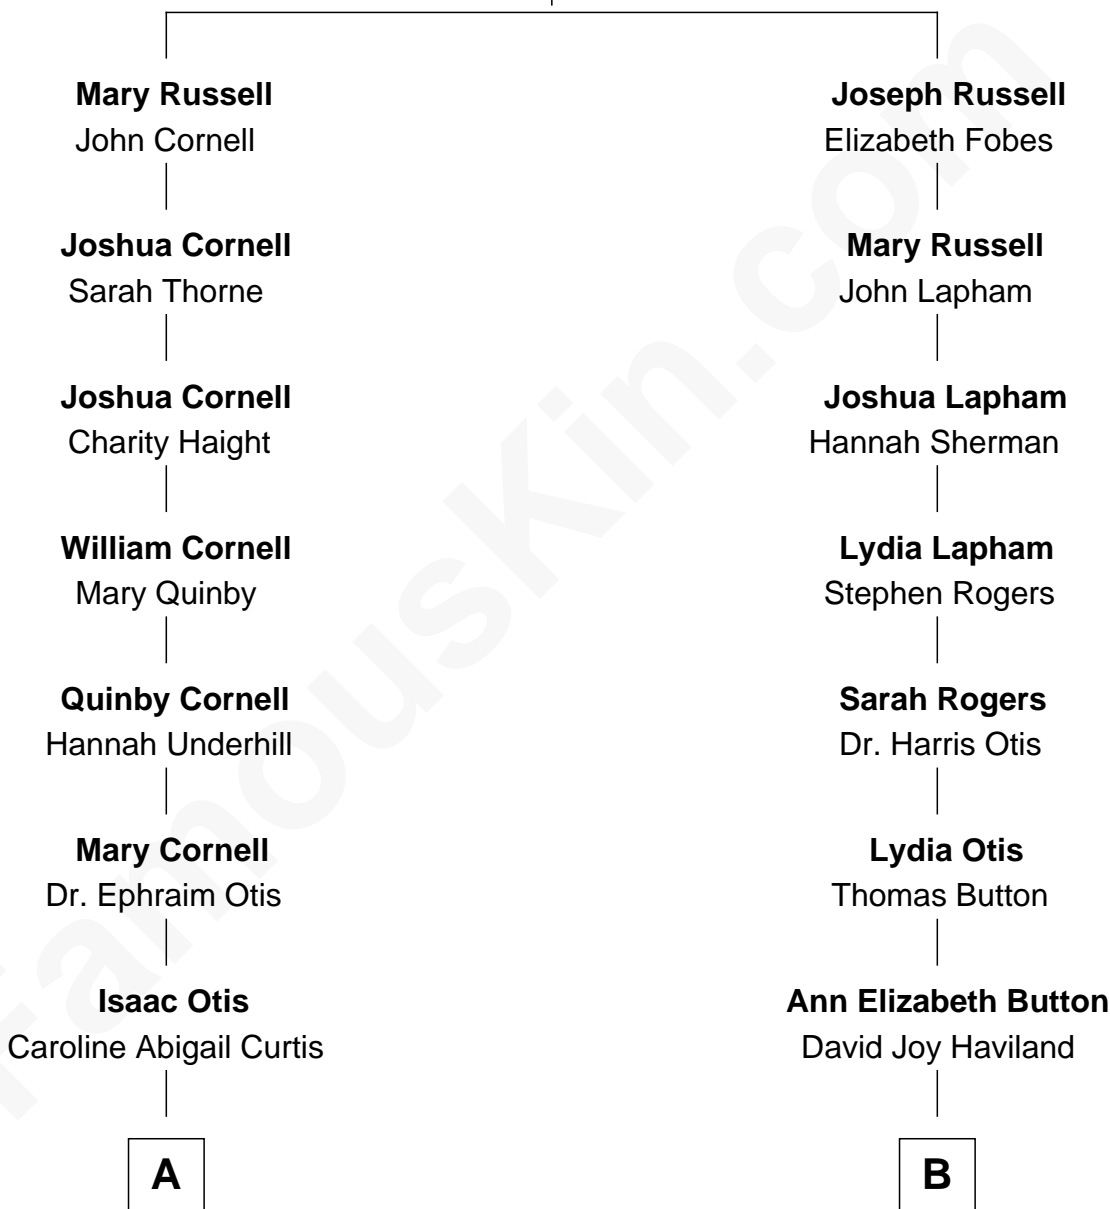 Mary Russell
John Cornell
Joseph Russell
Elizabeth Fobes
Joshua Cornell
Sarah Thorne
Mary Russell
John Lapham
Joshua Cornell
Charity Haight
Joshua Lapham
Hannah Sherman
William Cornell
Mary Quinby
Lydia Lapham
Stephen Rogers
Quinby Cornell
Hannah Underhill
Sarah Rogers
Dr. Harris Otis
Mary Cornell
Dr. Ephraim Otis
Lydia Otis
Thomas Button
Isaac Otis
Caroline Abigail Curtis
Ann Elizabeth Button
David Joy Haviland
A
B
FamousKin.com